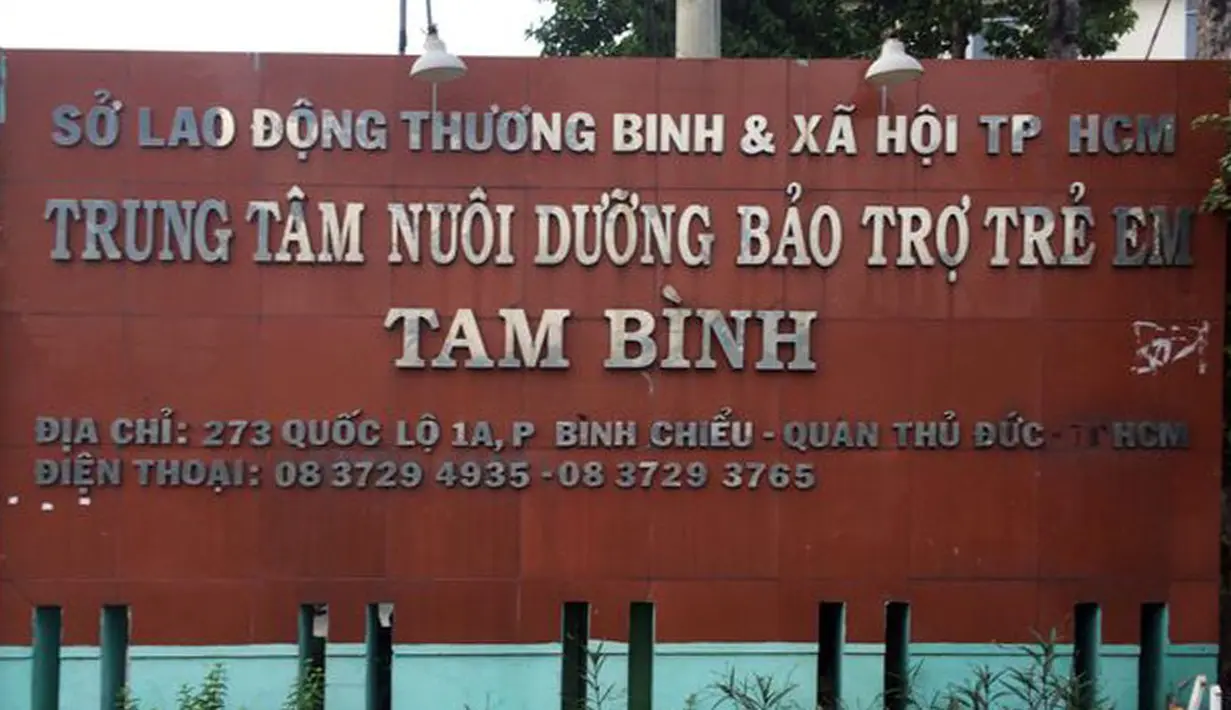 SỞ LAO ĐỘNG THƯƠNG BINH & XÃ HỘI TP HCM
TRUNG TÂM NUÔI DƯỠNG BẢO TRỢ TRẺ EM
TAM BÌNH
ĐỊA CHỈ: 273 QUỐC LỘ 1A, P BÌNH CHIỂU - QUẬN THỦ ĐỨC - TP HCM
ĐIỆN THOẠI: 08 3729 4935 - 08 3729 3765